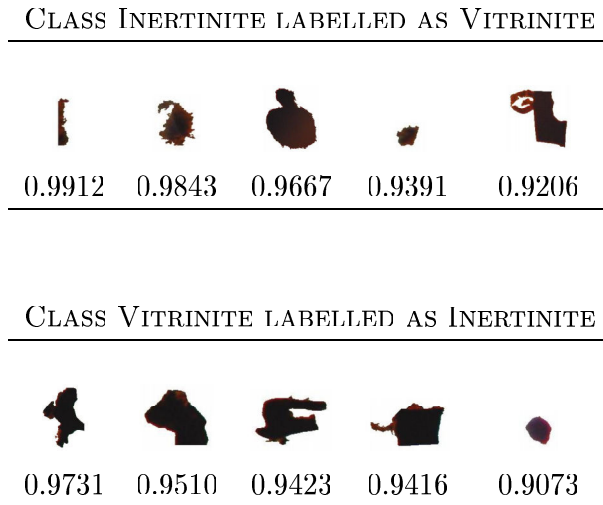 Class Inertinite labelled as Vitrinite
0.9912 0.9843 0.9667 0.9391 0.9206
Class Vitrinite labelled as Inertinite
0.9731 0.9510 0.9423 0.9416 0.9073